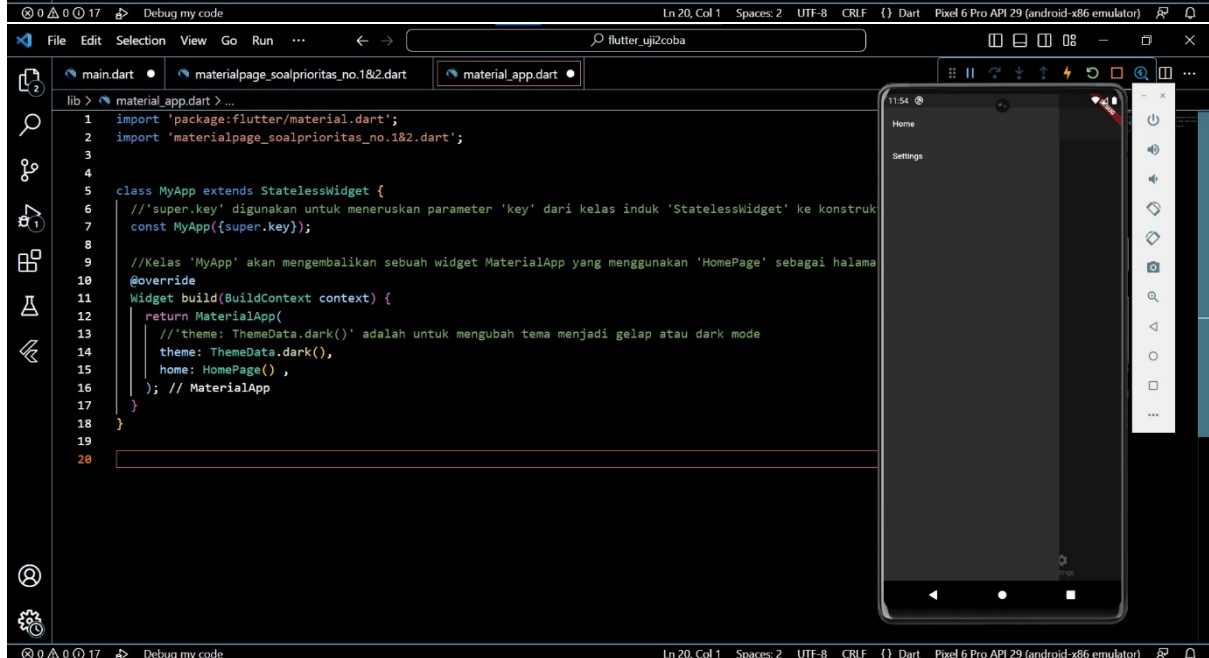 0 0 17 Debug my code Ln 20, Col 1 Spaces: 2 UTF-8 CRLF {} Dart Pixel 6 Pro API 29 (android-x86 emulator)
File Edit Selection View Go Run ... flutter_uji2coba
main.dart materialpage_soalprioritas_no.1&2.dart material_app.dart
lib > material_app.dart > ...
1 import 'package:flutter/material.dart';
2 import 'materialpage_soalprioritas_no.1&2.dart';
3
4
5 class MyApp extends StatelessWidget {
6 //'super.key' digunakan untuk meneruskan parameter 'key' dari kelas induk 'StatelessWidget' ke konstruk
7 const MyApp({super.key});
8
9 //Kelas 'MyApp' akan mengembalikan sebuah widget MaterialApp yang menggunakan 'HomePage' sebagai halama
10 @override
11 Widget build(BuildContext context) {
12 return MaterialApp(
13 //'theme: ThemeData.dark()' adalah untuk mengubah tema menjadi gelap atau dark mode
14 theme: ThemeData.dark(),
15 home: HomePage() ,
16 ); // MaterialApp
17 }
18 }
19
20
2
1
11:54
Home
Settings
0 0 17 Debug my code Ln 20, Col 1 Spaces: 2 UTF-8 CRLF {} Dart Pixel 6 Pro API 29 (android-x86 emulator)